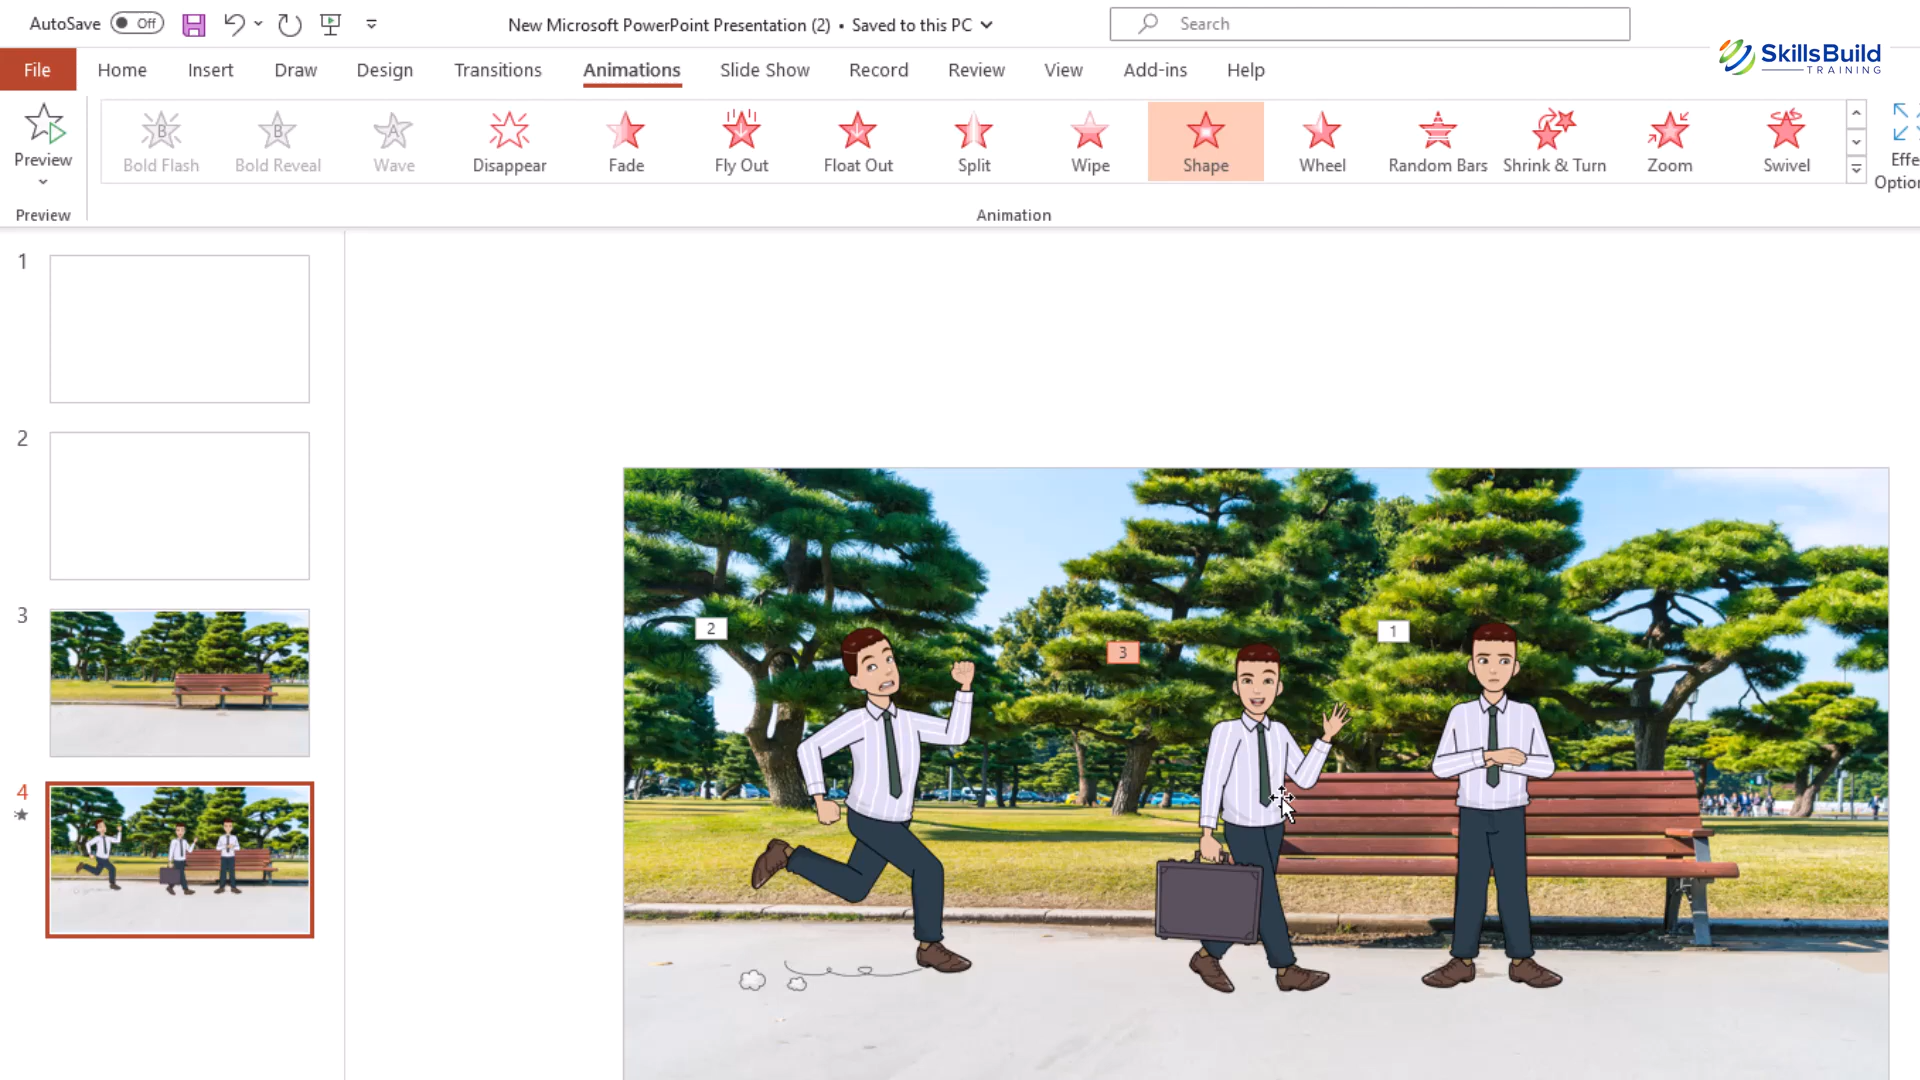 AutoSave Off New Microsoft PowerPoint Presentation (2) • Saved to this PC Search
File Home Insert Draw Design Transitions Animations Slide Show Record Review View Add-ins Help
SkillsBuild
TRAINING
Preview
Bold Flash Bold Reveal Wave Disappear Fade Fly Out Float Out Split Wipe Shape Wheel Random Bars Shrink & Turn Zoom Swivel
Effe
Option
Preview Animation
1
2
3
4
2
3
1